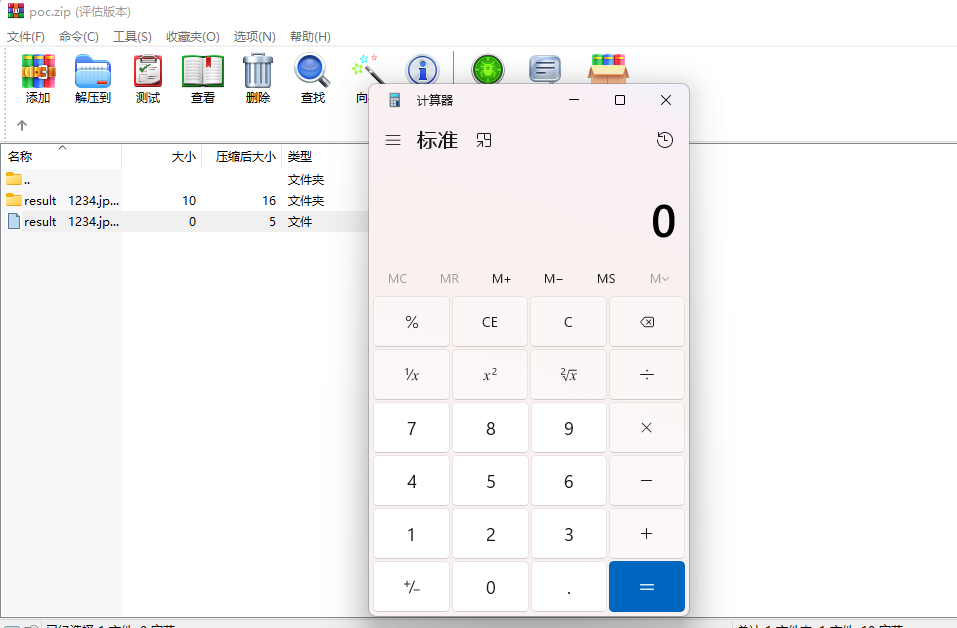 poc.zip (评估版本)
文件(F) 命令(C) 工具(S) 收藏夹(O) 选项(N) 帮助(H)
添加 解压到 测试 查看 删除 查找 向
名称 大小 压缩后大小 类型
.. 文件夹
result 1234.jp... 10 16 文件夹
result 1234.jp... 0 5 文件
计算器
标准
0
MC MR M+ M− MS M
% CE C
¹/x x² ²√x ÷
7 8 9 ×
4 5 6 −
1 2 3 +
+/− 0 . =